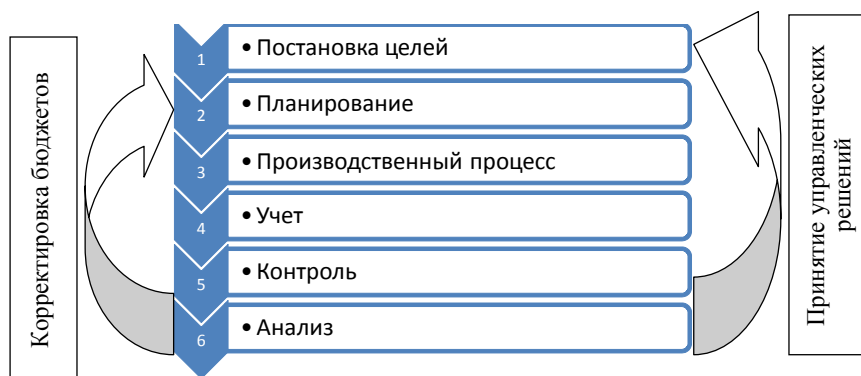 Корректировка бюджетов
1
• Постановка целей
2
• Планирование
3
• Производственный процесс
4
• Учет
5
• Контроль
6
• Анализ
Принятие управленческих
решений